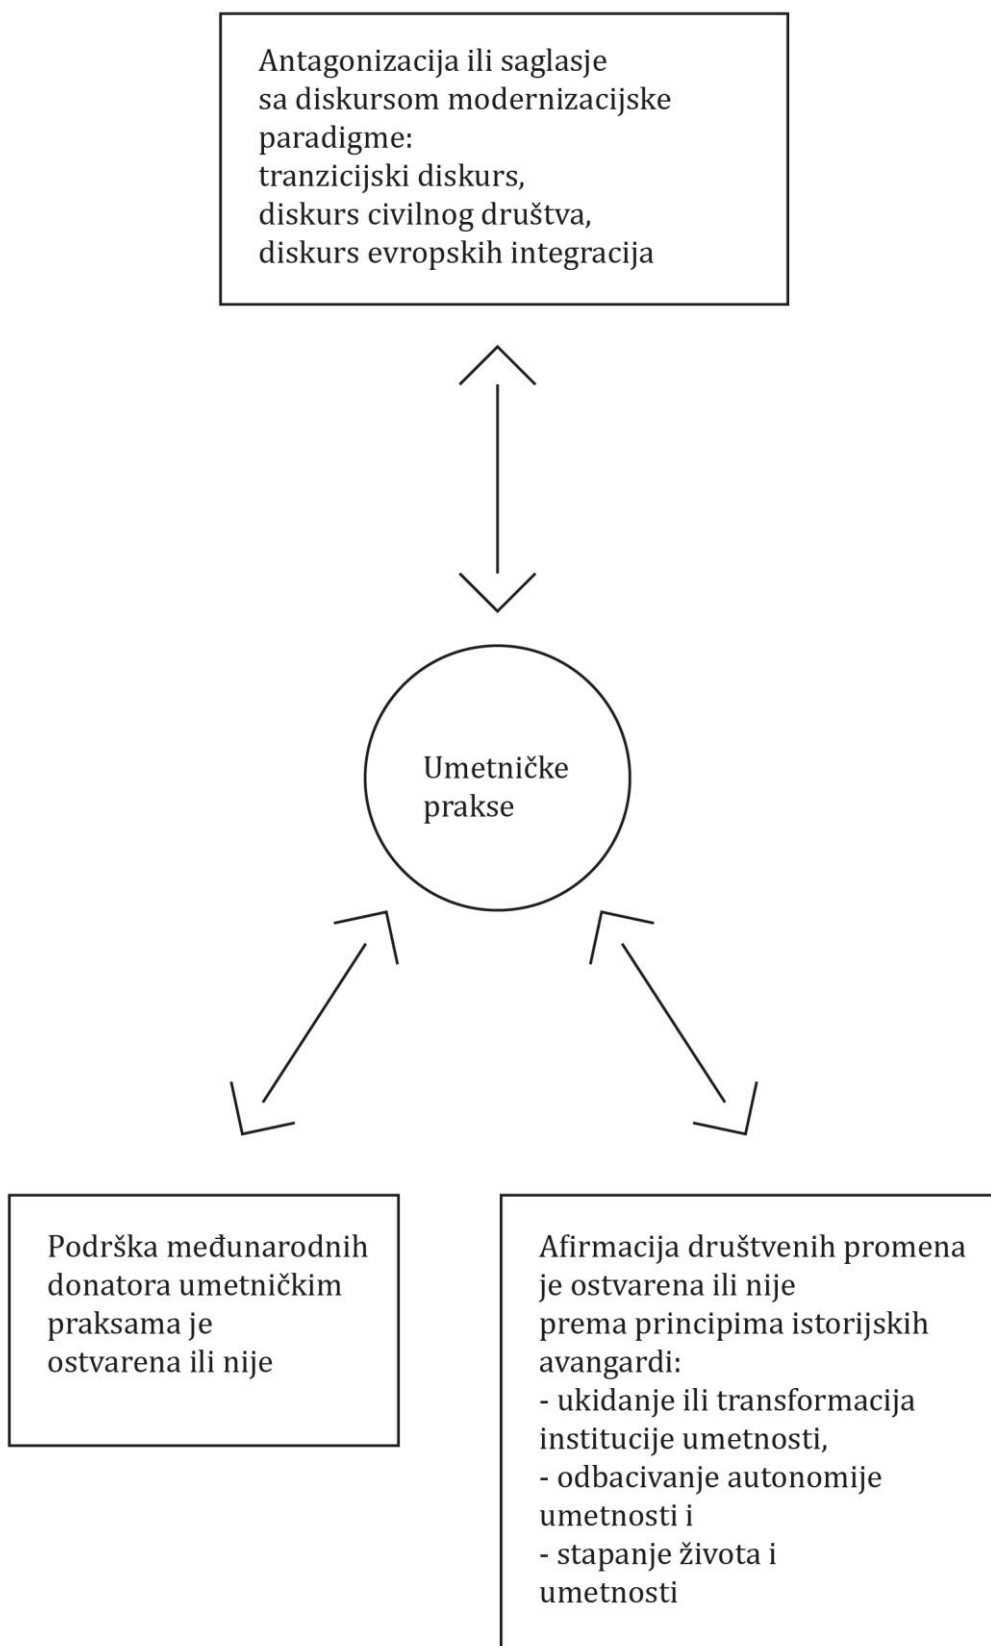 Antagonizacija ili saglasje
sa diskursom modernizacijske
paradigme:
tranzicijski diskurs,
diskurs civilnog društva,
diskurs evropskih integracija
Umetničke
prakse
Podrška međunarodnih
donatora umetničkim
praksama je
ostvarena ili nije
Afirmacija društvenih promena
je ostvarena ili nije
prema principima istorijskih
avangardi:
- ukidanje ili transformacija
institucije umetnosti,
- odbacivanje autonomije
umetnosti i
- stapanje života i
umetnosti